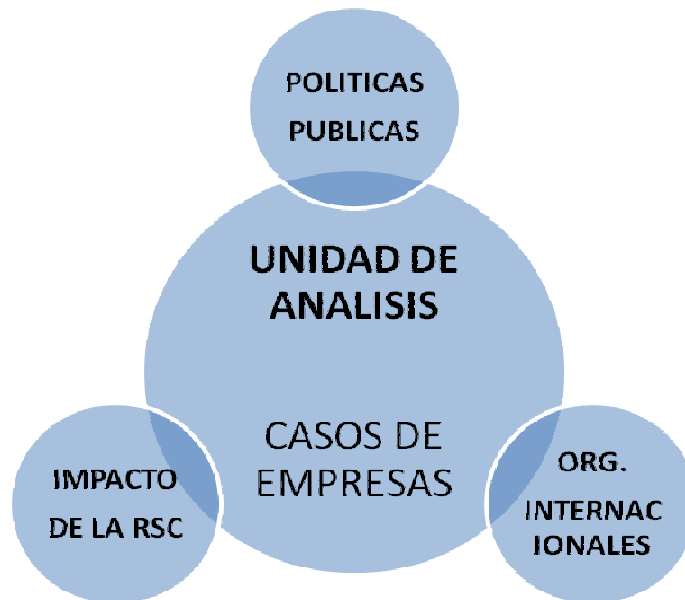 POLITICAS
PUBLICAS
UNIDAD DE
ANALISIS
CASOS DE
EMPRESAS
IMPACTO
DE LA RSC
ORG.
INTERNAC
IONALES